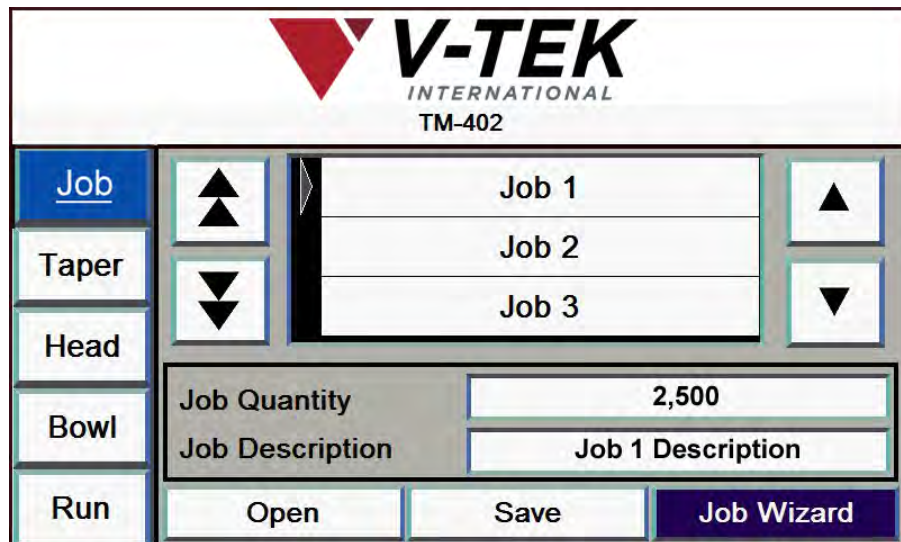 V-TEK
INTERNATIONAL
TM-402
Job
Taper
Head
Bowl
Run
Job 1
Job 2
Job 3
Job Quantity 2,500
Job Description Job 1 Description
Open Save Job Wizard